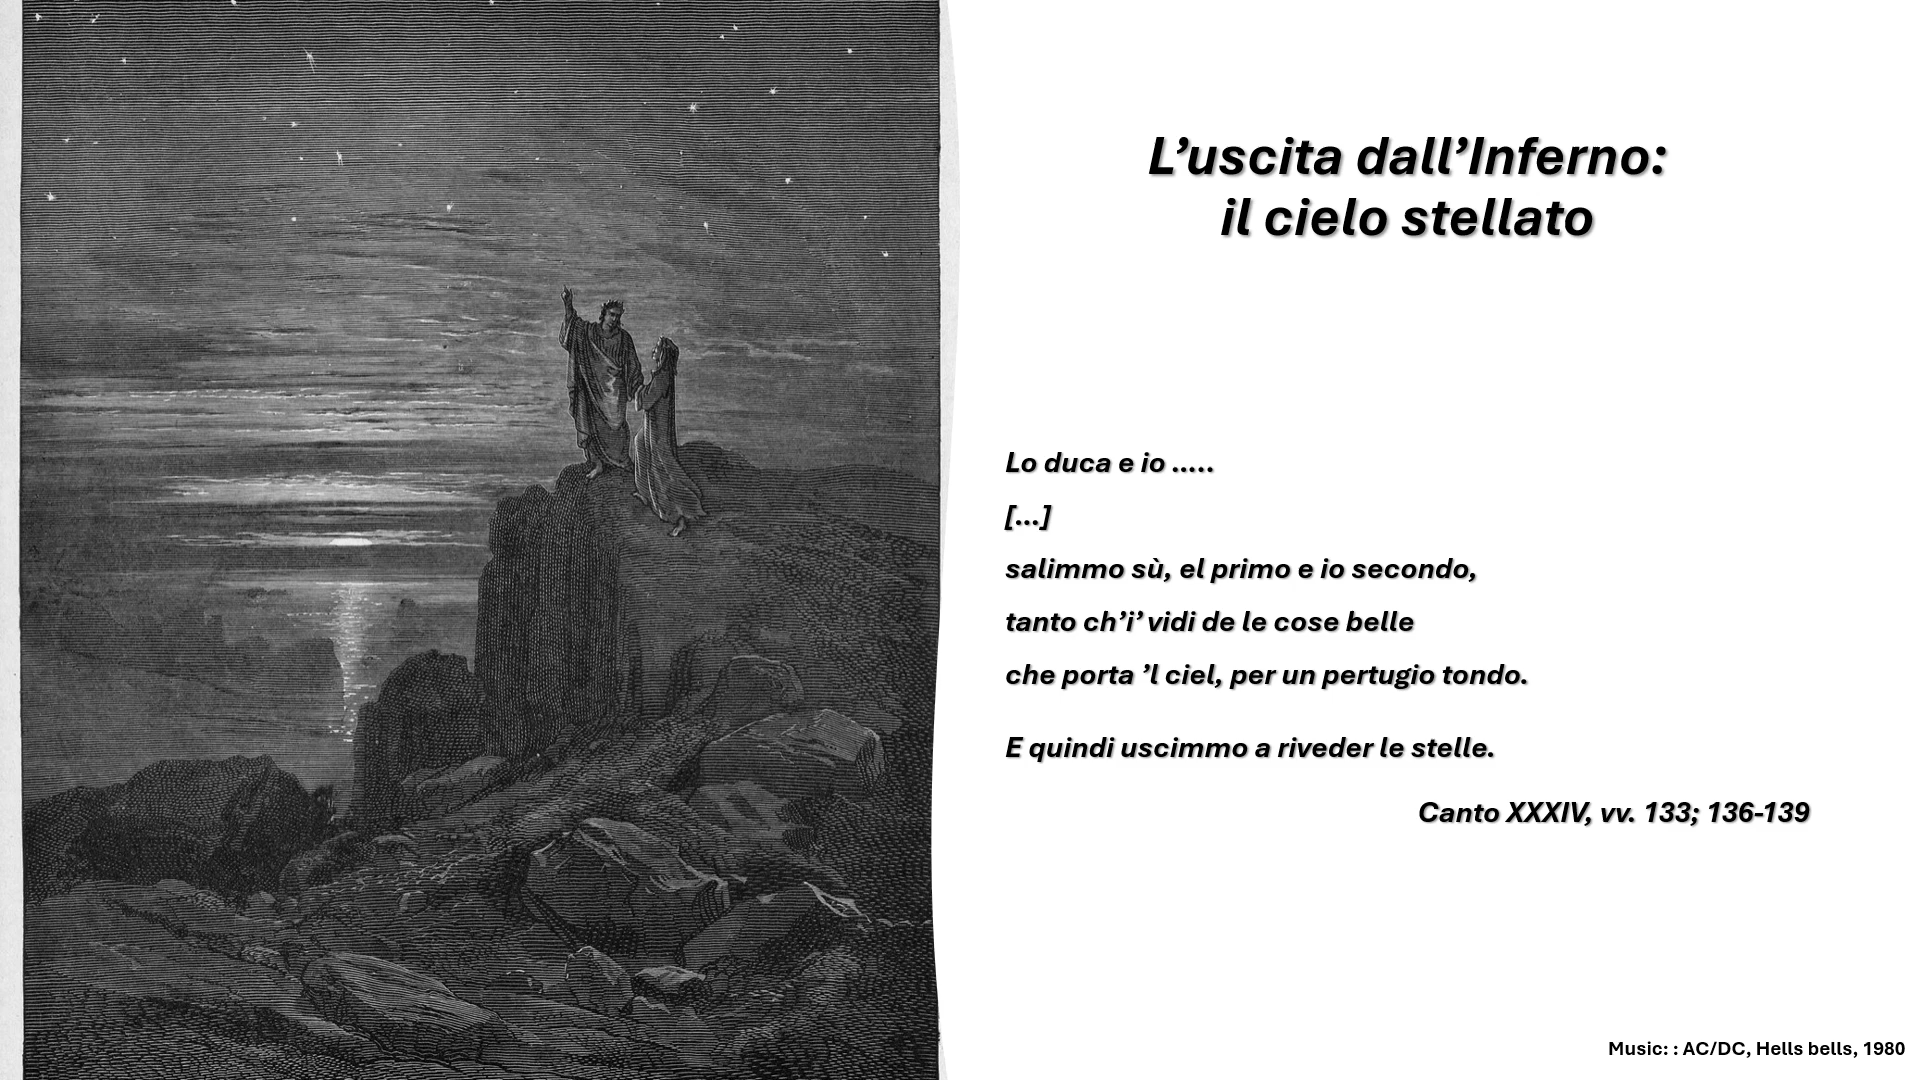 L’uscita dall’Inferno:
il cielo stellato
Lo duca e io .....
[...]
salimmo sù, el primo e io secondo,
tanto ch’i’ vidi de le cose belle
che porta ’l ciel, per un pertugio tondo.
E quindi uscimmo a riveder le stelle.
Canto XXXIV, vv. 133; 136-139
Music: : AC/DC, Hells bells, 1980